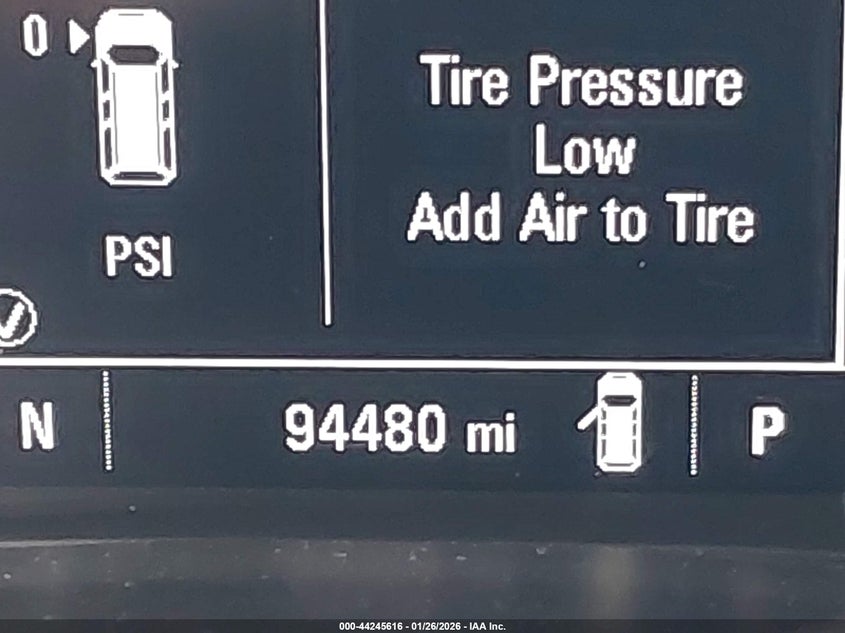 0
PSI
Tire Pressure
Low
Add Air to Tire
N
94480 mi
P
000-44245616 - 01/26/2026 - IAA Inc.